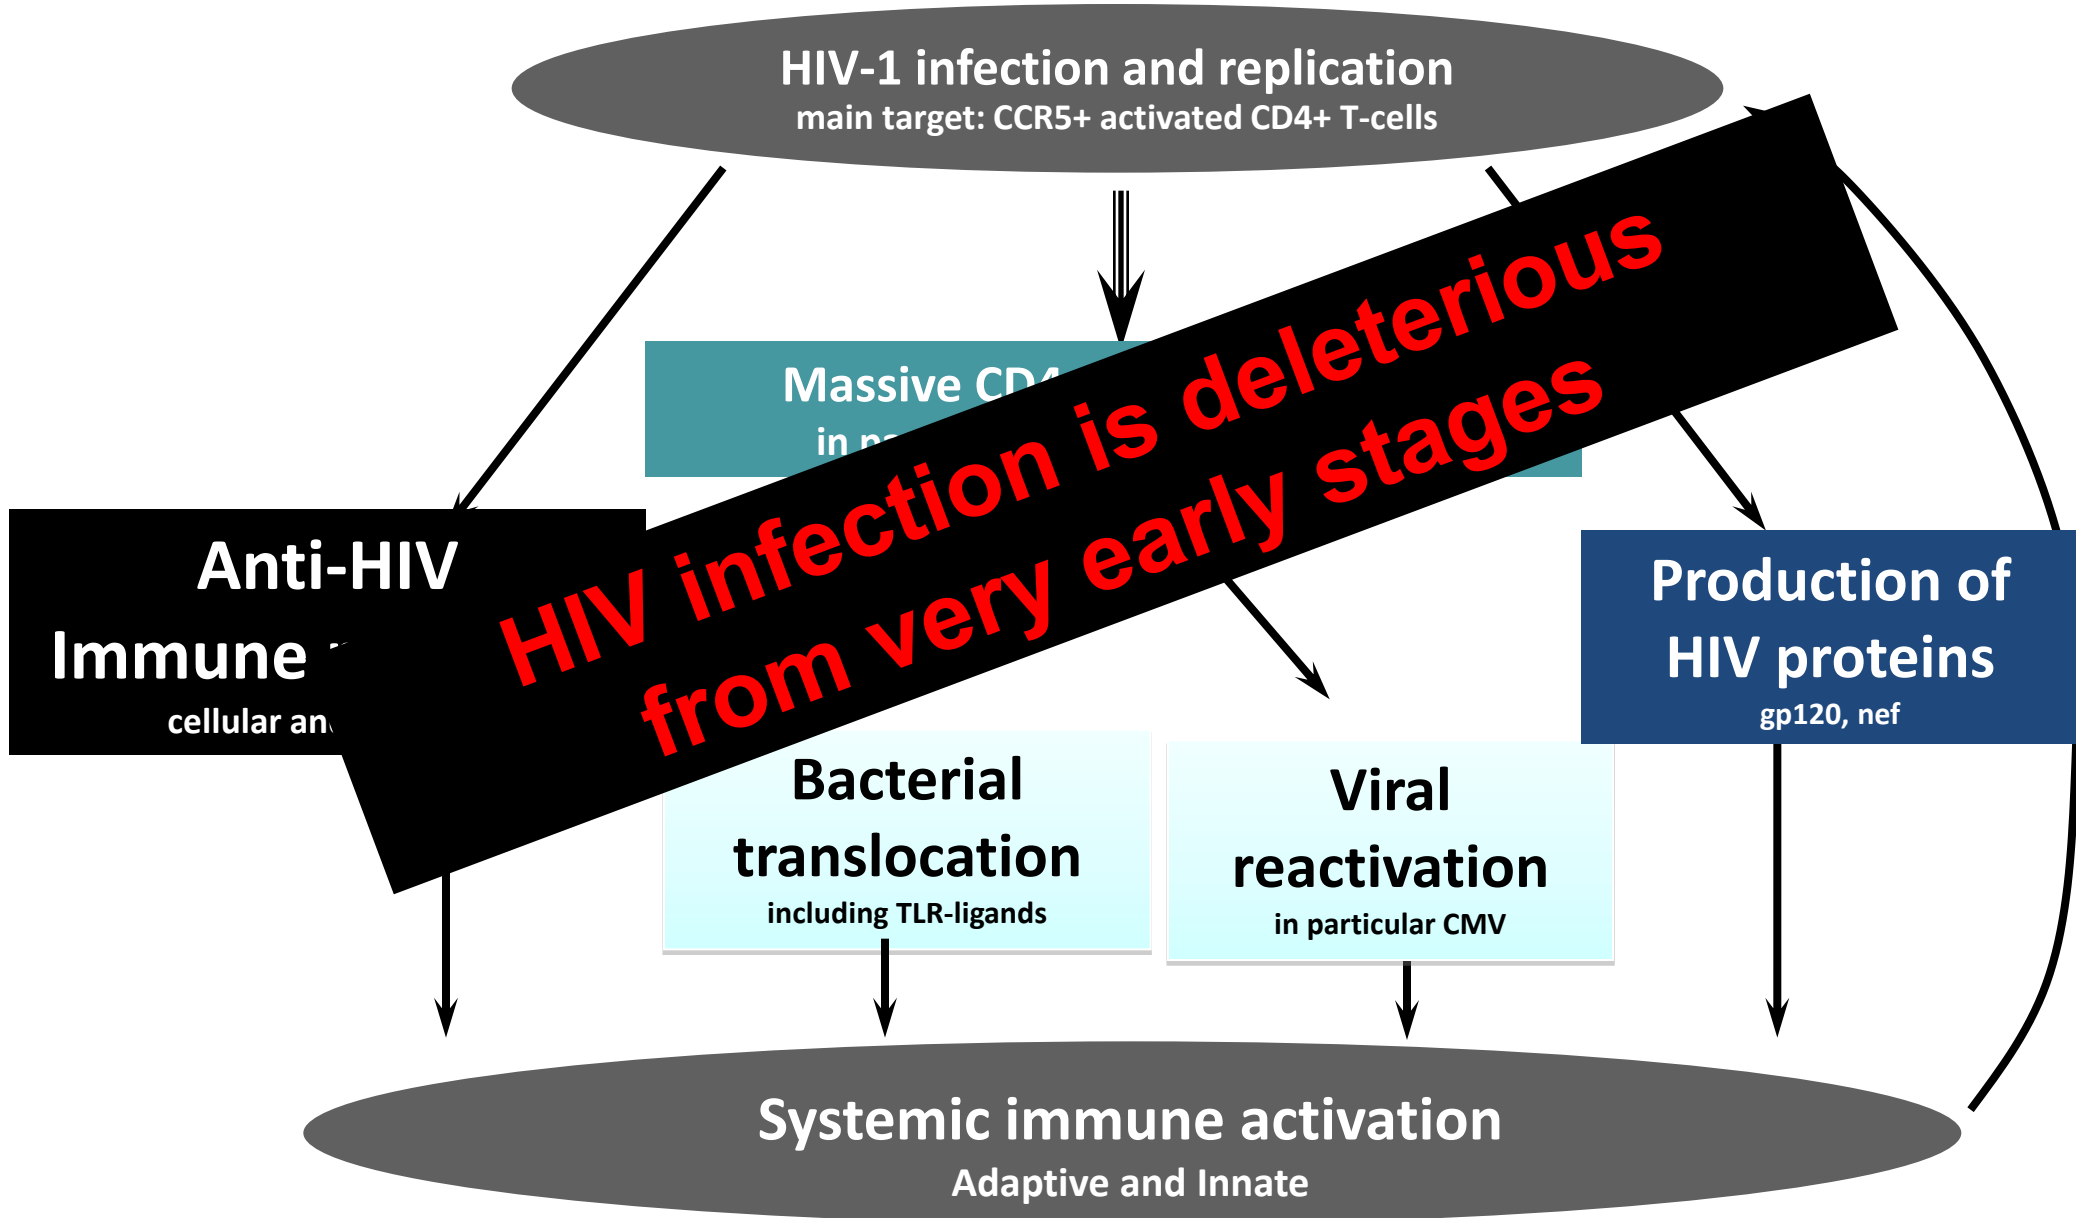 HIV-1 infection and replication
main target: CCR5+ activated CD4+ T-cells
Massive CD4
in
HIV infection is deleterious
from very early stages
Anti-HIV
Immune
cellular
Production of
HIV proteins
gp120, nef
Bacterial
translocation
including TLR-ligands
Viral
reactivation
in particular CMV
Systemic immune activation
Adaptive and Innate